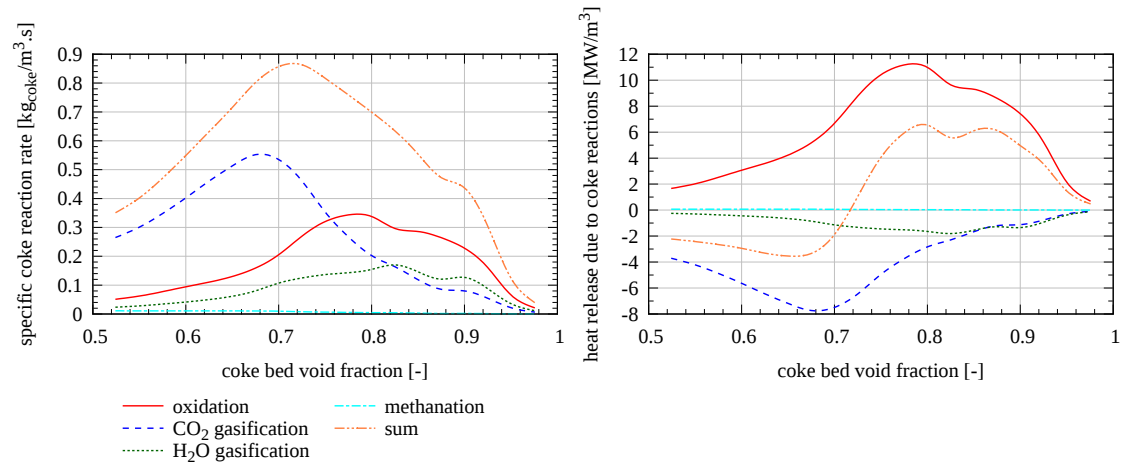 specific coke reaction rate [kg_coke/m^3.s]
0.9
0.8
0.7
0.6
0.5
0.4
0.3
0.2
0.1
0
0.5 0.6 0.7 0.8 0.9 1
coke bed void fraction [-]
heat release due to coke reactions [MW/m^3]
12
10
8
6
4
2
0
-2
-4
-6
-8
0.5 0.6 0.7 0.8 0.9 1
coke bed void fraction [-]
oxidation
CO₂ gasification
H₂O gasification
methanation
sum